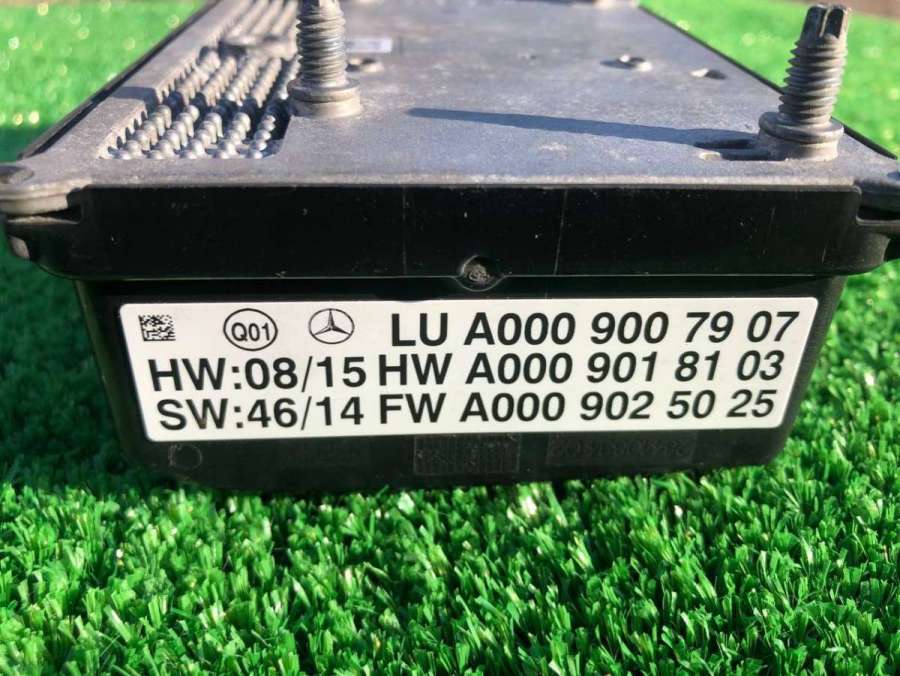 Q01 LU A000 900 79 07
HW:08/15 HW A000 901 81 03
SW:46/14 FW A000 902 50 25